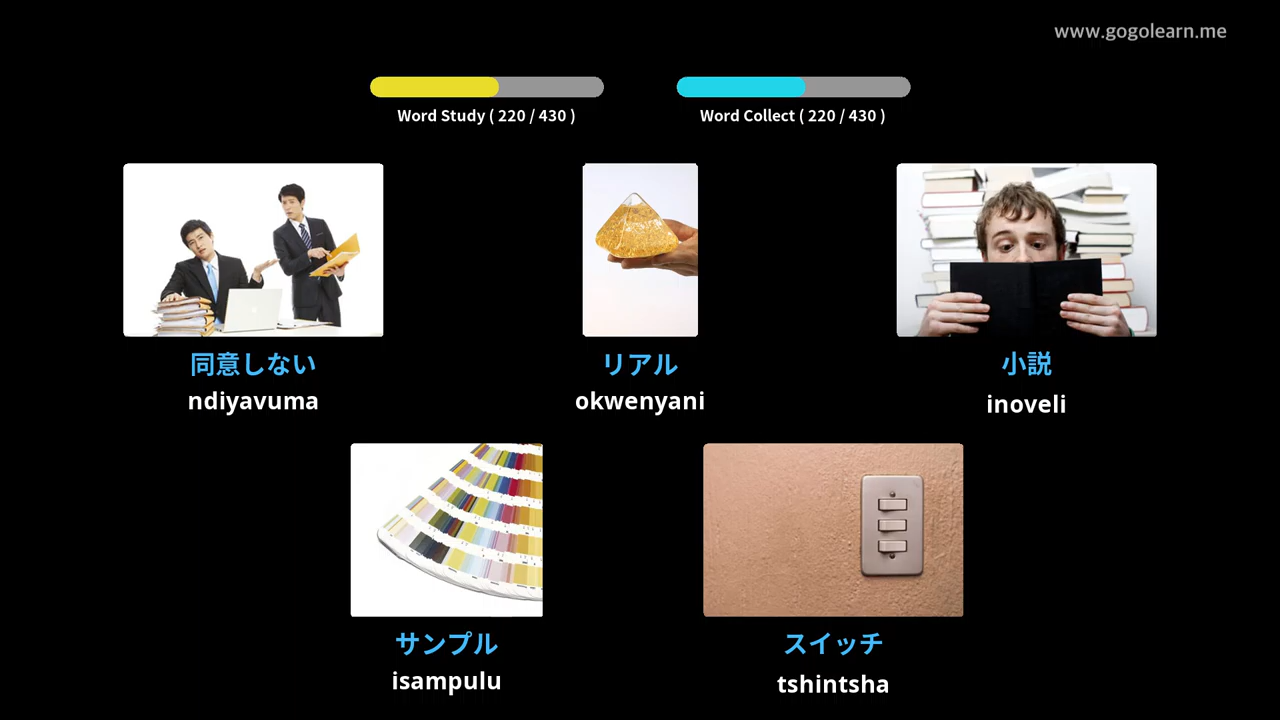 www.gogolearn.me
Word Study ( 220 / 430 )
Word Collect ( 220 / 430 )
同意しない
ndiyavuma
リアル
okwenyani
小説
inoveli
サンプル
isampulu
スイッチ
tshintsha